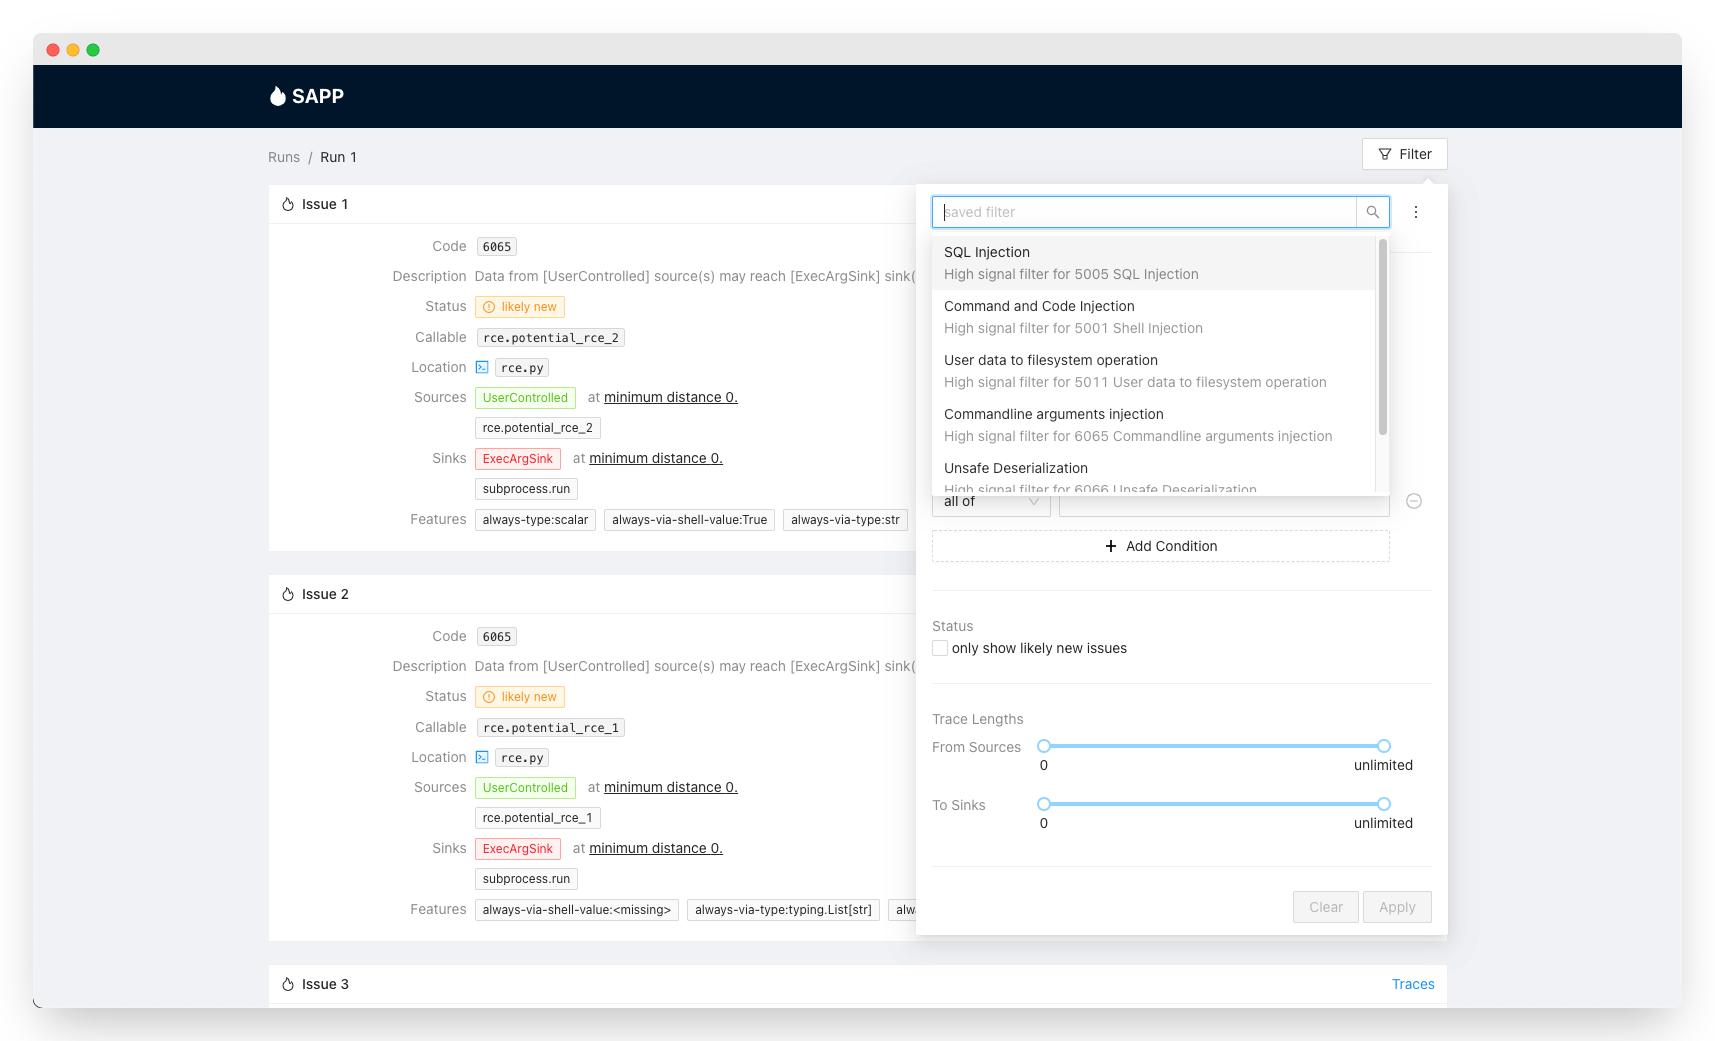 SAPP
Runs / Run 1
Filter
Issue 1
Code 6065
Description Data from [UserControlled] source(s) may reach [ExecArgSink] sink(
Status likely new
Callable rce.potential_rce_2
Location rce.py
Sources UserControlled at minimum distance 0.
rce.potential_rce_2
Sinks ExecArgSink at minimum distance 0.
subprocess.run
Features always-type:scalar always-via-shell-value:True always-via-type:str
Issue 2
Code 6065
Description Data from [UserControlled] source(s) may reach [ExecArgSink] sink(
Status likely new
Callable rce.potential_rce_1
Location rce.py
Sources UserControlled at minimum distance 0.
rce.potential_rce_1
Sinks ExecArgSink at minimum distance 0.
subprocess.run
Features always-via-shell-value:<missing> always-via-type:typing.List[str] alw
Issue 3
Traces
saved filter
SQL Injection
High signal filter for 5005 SQL Injection
Command and Code Injection
High signal filter for 5001 Shell Injection
User data to filesystem operation
High signal filter for 5011 User data to filesystem operation
Commandline arguments injection
High signal filter for 6065 Commandline arguments injection
Unsafe Deserialization
High signal filter for 6066 Unsafe Deserialization
all of
+ Add Condition
Status
only show likely new issues
Trace Lengths
From Sources
0 unlimited
To Sinks
0 unlimited
Clear Apply